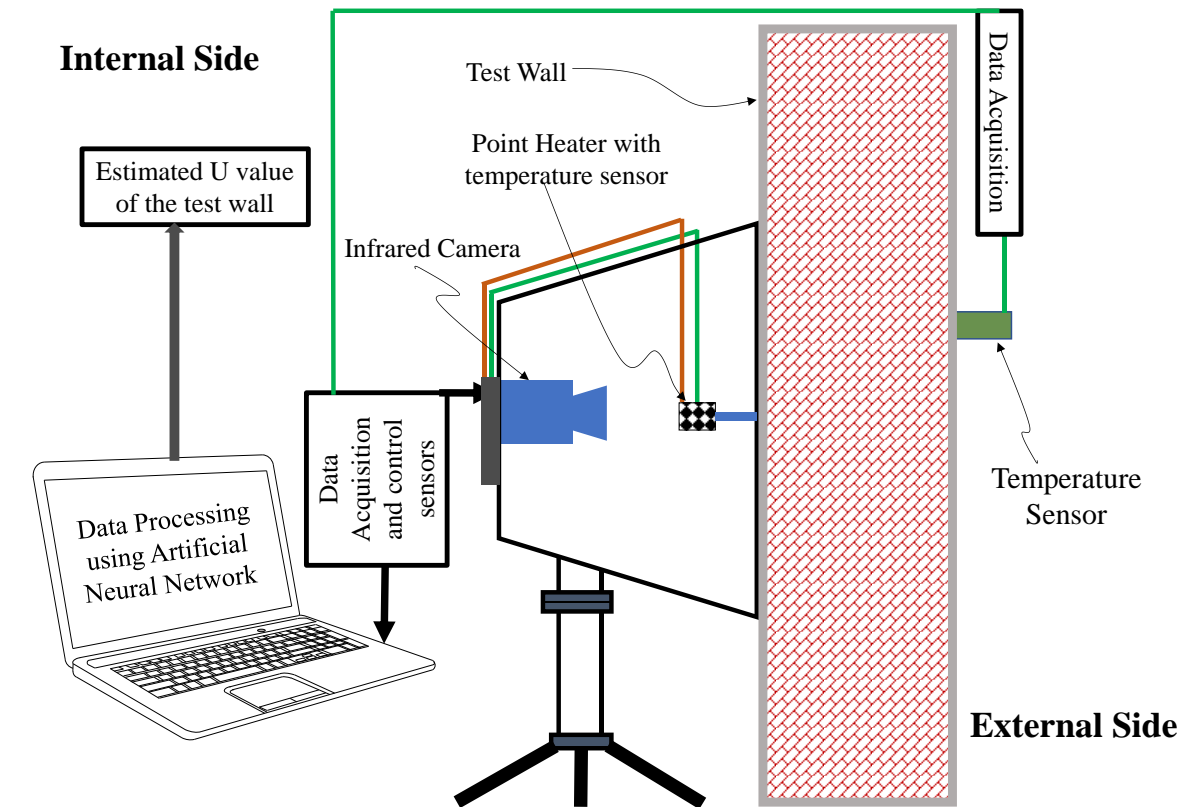 Internal Side
Test Wall
Data Acquisition
Point Heater with
temperature sensor
Estimated U value
of the test wall
Infrared Camera
Data
Acquisition
and control
sensors
Data Processing
using Artificial
Neural Network
Temperature
Sensor
External Side